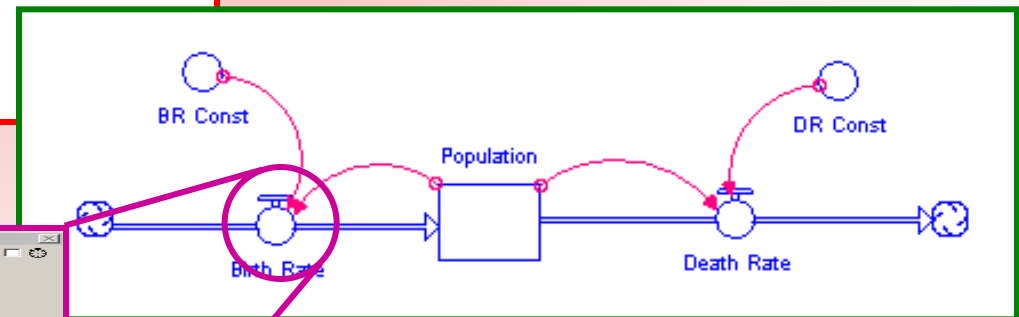 BR Const
DR Const
Population
Birth Rate
Death Rate